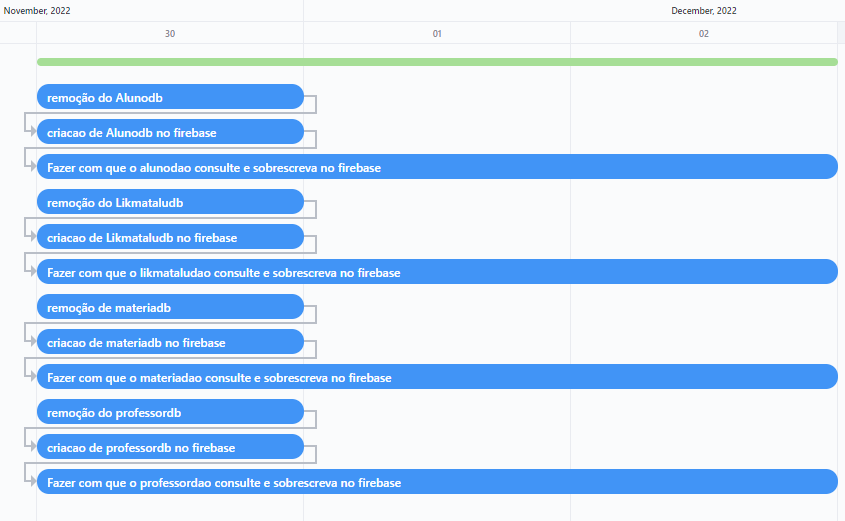 November, 2022
December, 2022
30
01
02
remoção do Alunodb
criacao de Alunodb no firebase
Fazer com que o alunodao consulte e sobrescreva no firebase
remoção do Likmataludb
criacao de Likmataludb no firebase
Fazer com que o likmataludao consulte e sobrescreva no firebase
remoção de materiadb
criacao de materiadb no firebase
Fazer com que o materiadao consulte e sobrescreva no firebase
remoção do professordb
criacao de professordb no firebase
Fazer com que o professordao consulte e sobrescreva no firebase